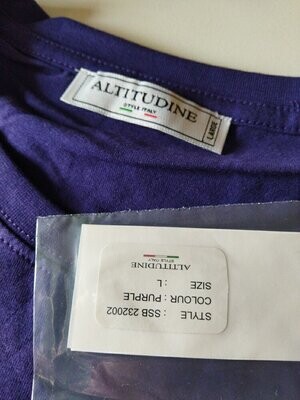 ALTITUDINE
STYLE ITALY
LARGE
STYLE : SSB 232002
COLOUR : PURPLE
SIZE : L
ALTITUDINE
STYLE ITALY